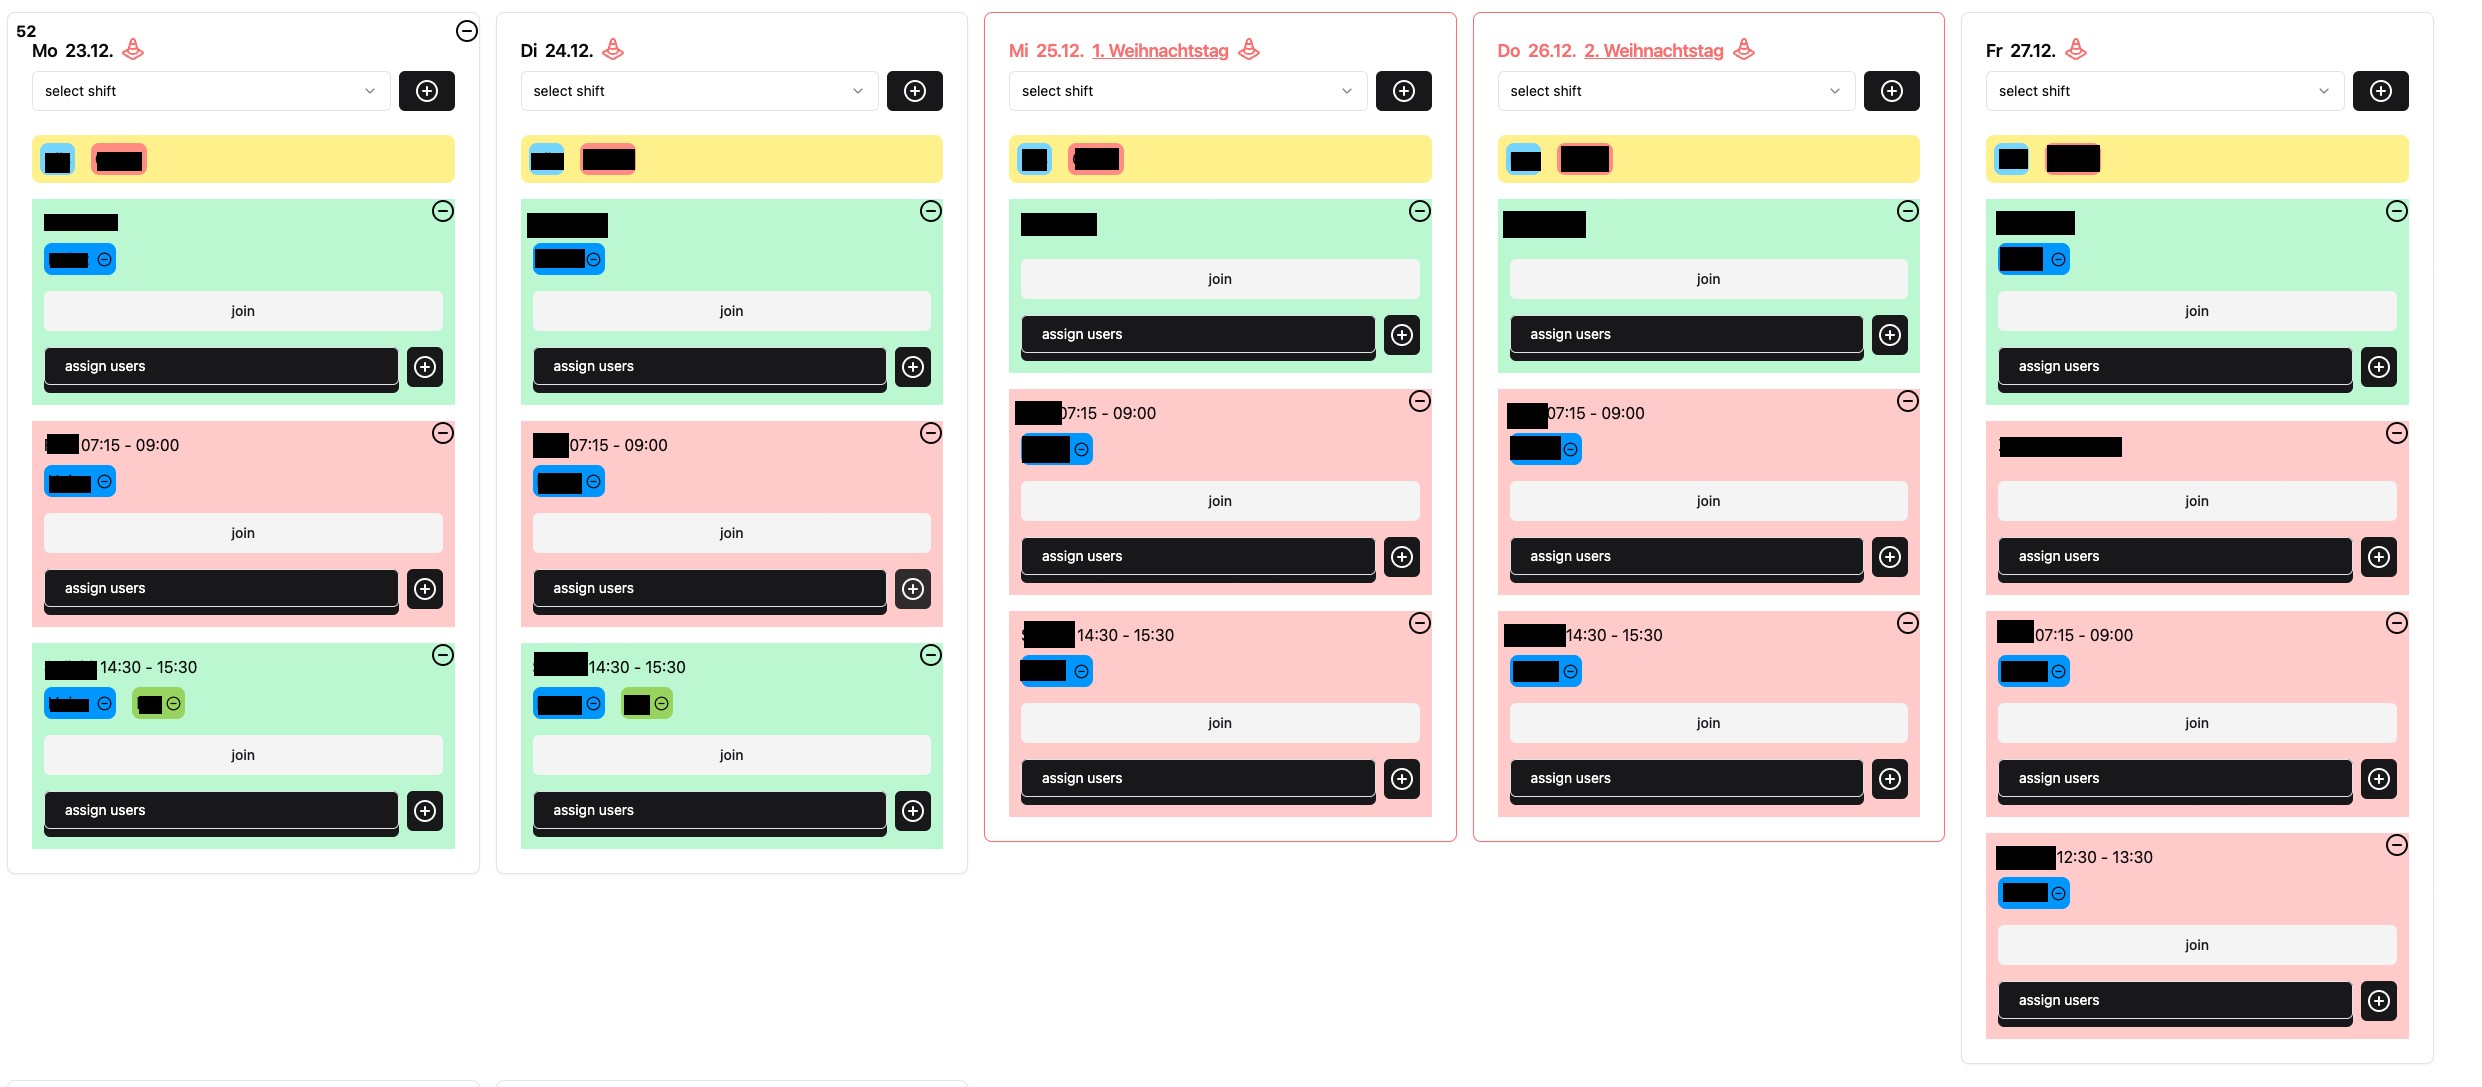 52
Mo 23.12.
select shift
join
assign users
07:15 - 09:00
join
assign users
14:30 - 15:30
join
assign users
Di 24.12.
select shift
join
assign users
07:15 - 09:00
join
assign users
14:30 - 15:30
join
assign users
Mi 25.12. 1. Weihnachtstag
select shift
join
assign users
07:15 - 09:00
join
assign users
14:30 - 15:30
join
assign users
Do 26.12. 2. Weihnachtstag
select shift
join
assign users
07:15 - 09:00
join
assign users
14:30 - 15:30
join
assign users
Fr 27.12.
select shift
join
assign users
join
assign users
07:15 - 09:00
join
assign users
12:30 - 13:30
join
assign users